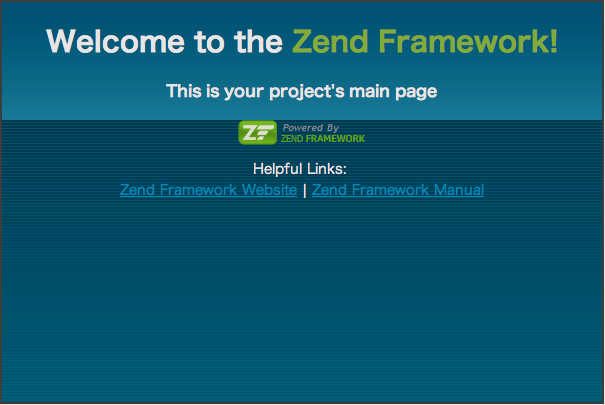 Welcome to the Zend Framework!
This is your project's main page
ZF Powered By
ZEND FRAMEWORK
Helpful Links:
Zend Framework Website | Zend Framework Manual